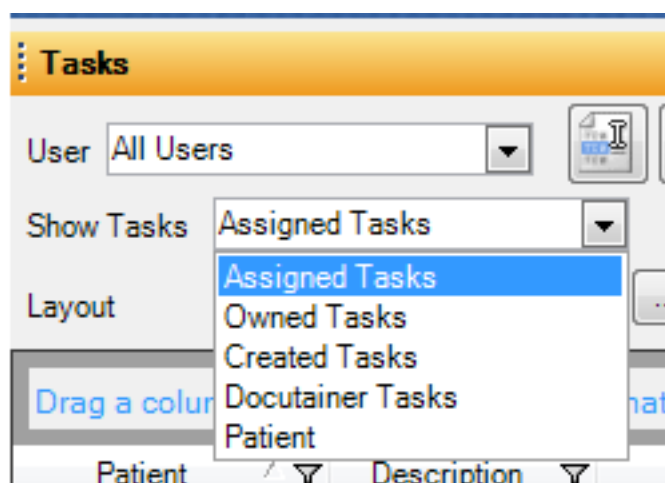 Tasks
User All Users
Show Tasks Assigned Tasks
Assigned Tasks
Layout
Owned Tasks
Created Tasks
Drag a colu
Docutainer Tasks
Patient
Patient Description